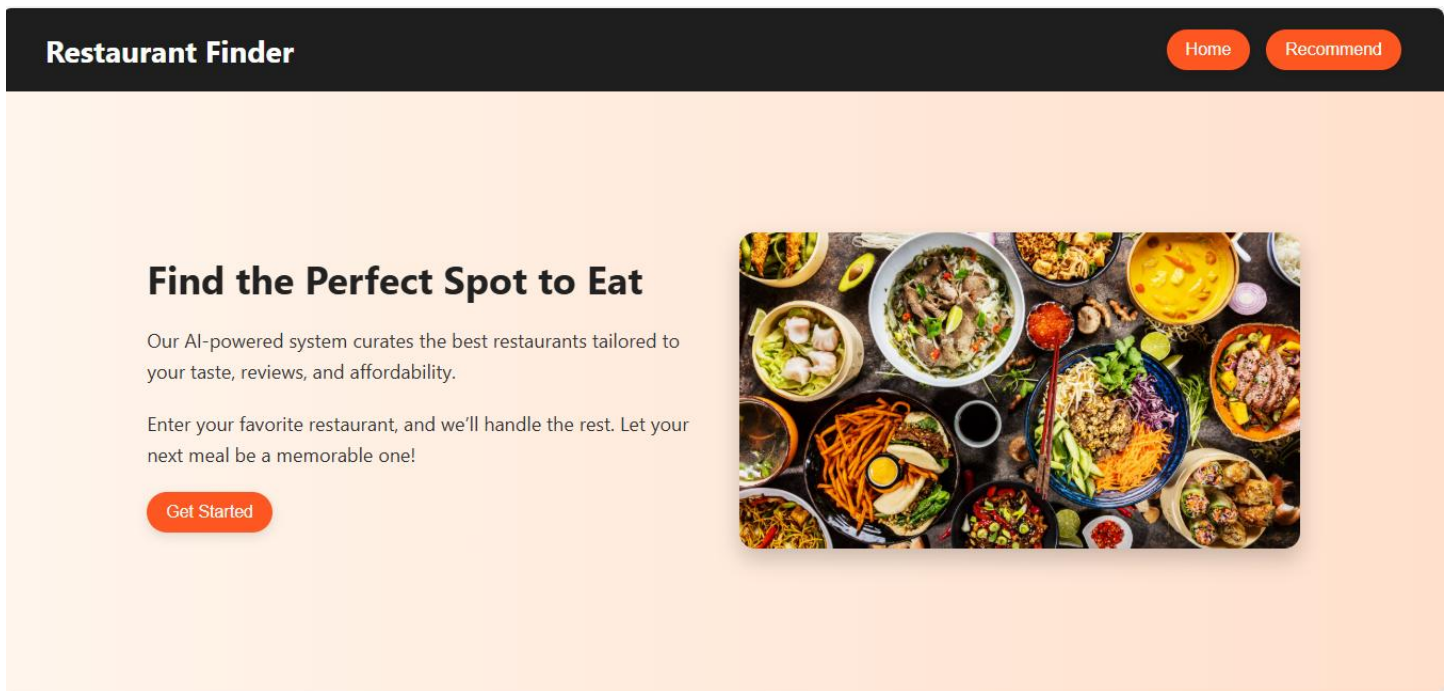 Restaurant Finder
Home
Recommend
Find the Perfect Spot to Eat
Our AI-powered system curates the best restaurants tailored to
your taste, reviews, and affordability.
Enter your favorite restaurant, and we’ll handle the rest. Let your
next meal be a memorable one!
Get Started